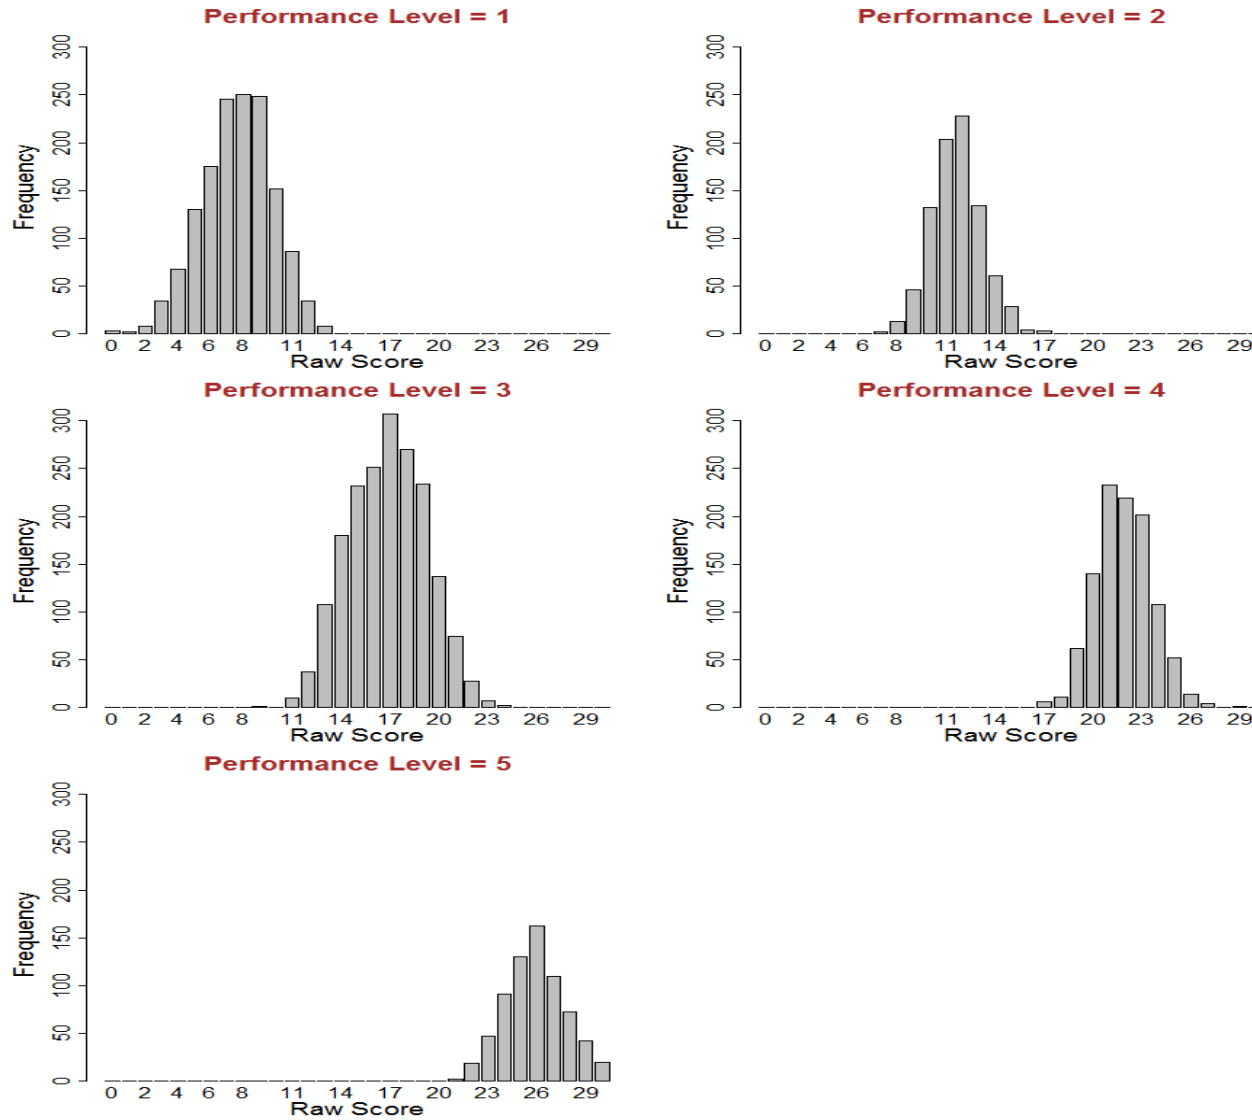 Performance Level = 1
Performance Level = 2
300
250
200
150
100
50
0
Frequency
0 2 4 6 8 11 14 17 20 23 26 29
Raw Score
300
250
200
150
100
50
0
Frequency
0 2 4 6 8 11 14 17 20 23 26 29
Raw Score
Performance Level = 3
Performance Level = 4
300
250
200
150
100
50
0
Frequency
0 2 4 6 8 11 14 17 20 23 26 29
Raw Score
300
250
200
150
100
50
0
Frequency
0 2 4 6 8 11 14 17 20 23 26 29
Raw Score
Performance Level = 5
300
250
200
150
100
50
0
Frequency
0 2 4 6 8 11 14 17 20 23 26 29
Raw Score